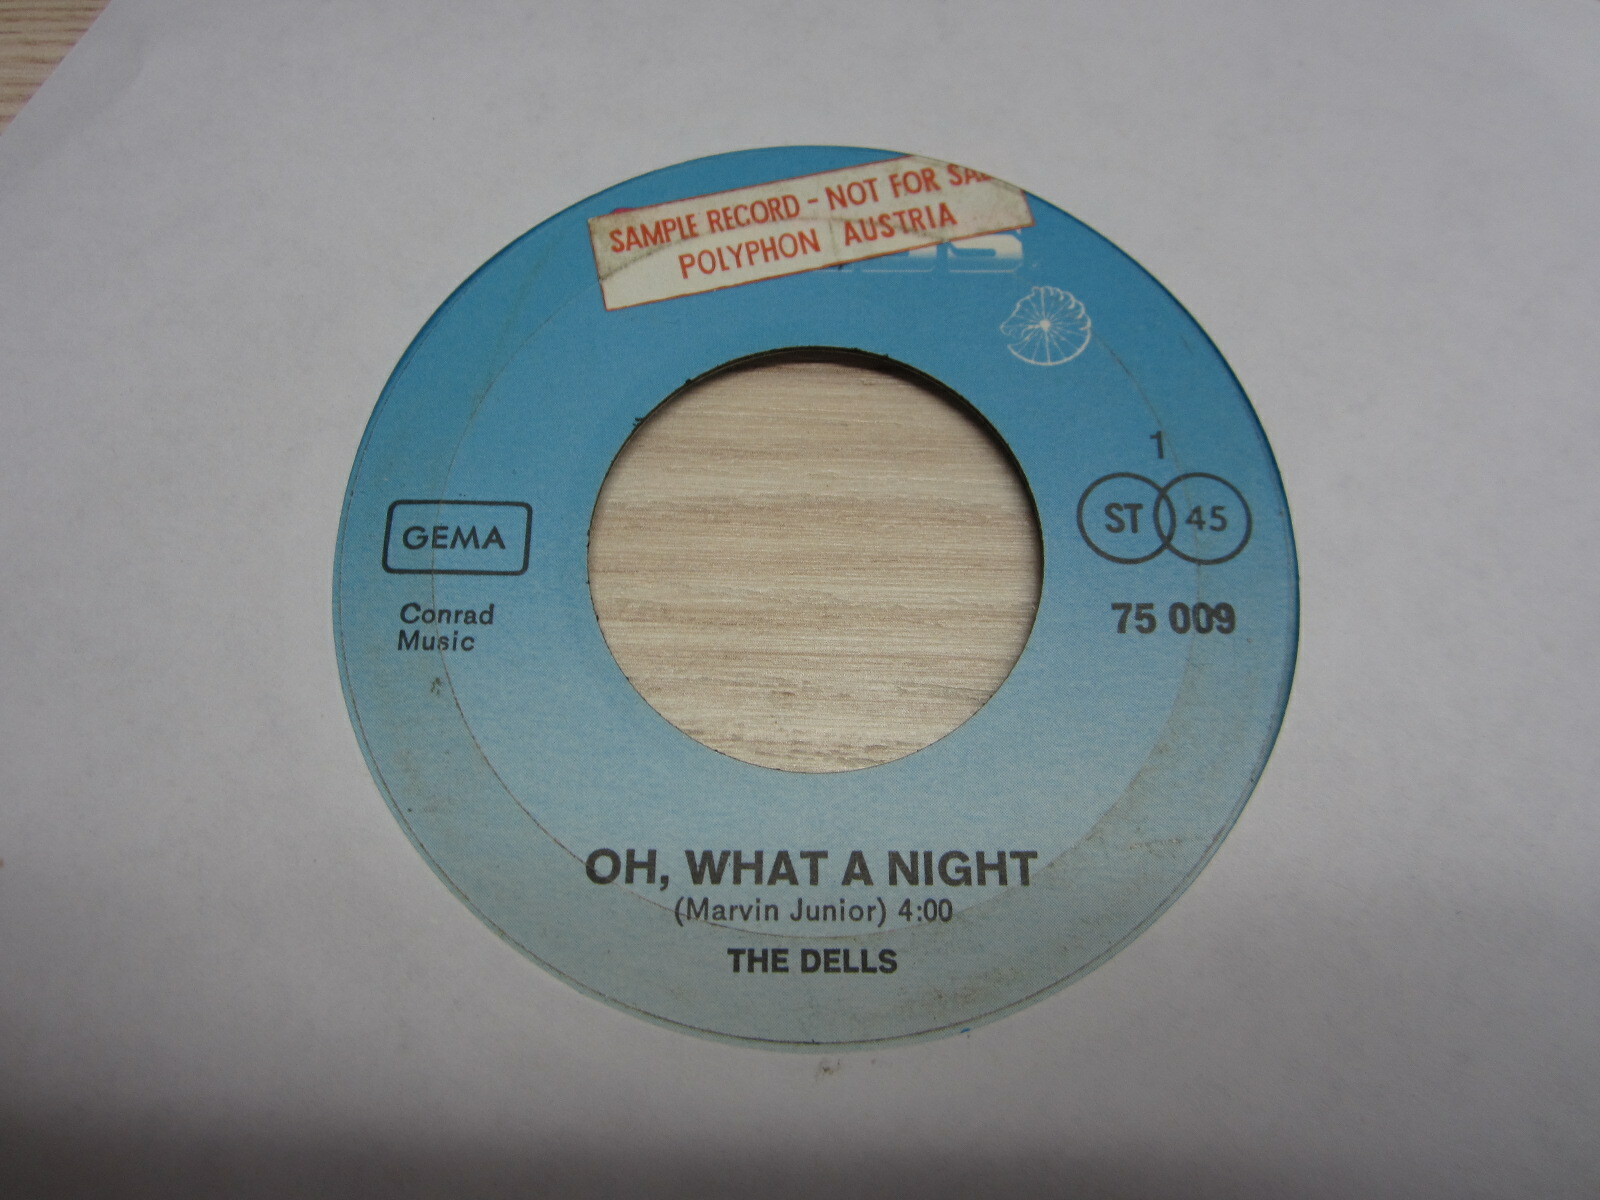 SAMPLE RECORD - NOT FOR
POLYPHON AUSTRIA
1
ST 45
GEMA
75 009
Conrad
Music
OH, WHAT A NIGHT
(Marvin Junior) 4:00
THE DELLS